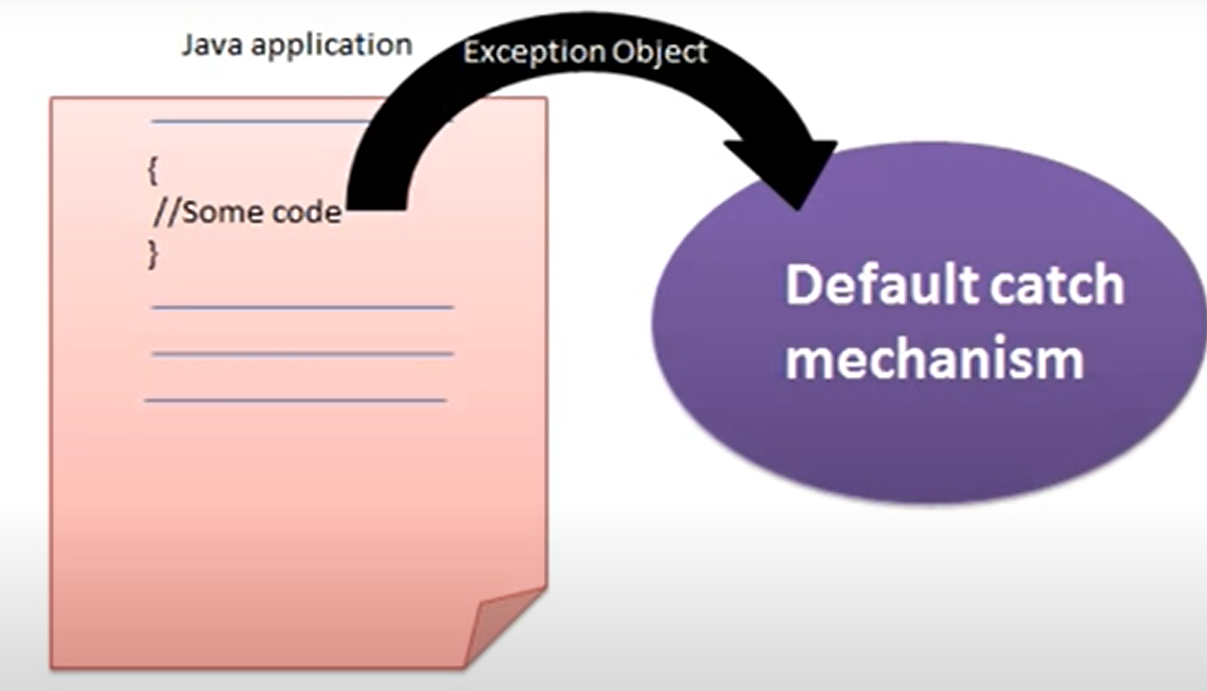 Java application
Exception Object
{
//Some code
}
Default catch
mechanism